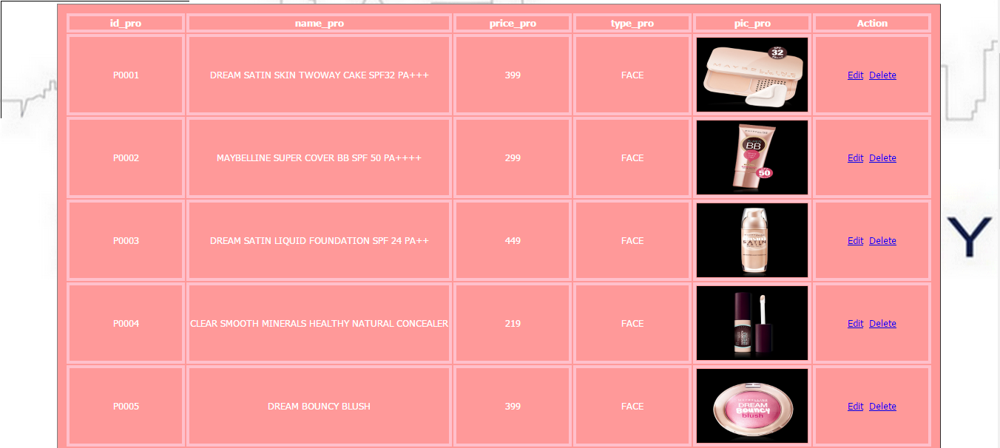 id_pro name_pro price_pro type_pro pic_pro Action
P0001 DREAM SATIN SKIN TWOWAY CAKE SPF32 PA+++ 399 FACE Edit Delete
SPF
32
MAYBELLINE
P0002 MAYBELLINE SUPER COVER BB SPF 50 PA++++ 299 FACE Edit Delete
BB
50
P0003 DREAM SATIN LIQUID FOUNDATION SPF 24 PA++ 449 FACE Edit Delete
SATIN
P0004 CLEAR SMOOTH MINERALS HEALTHY NATURAL CONCEALER 219 FACE Edit Delete
P0005 DREAM BOUNCY BLUSH 399 FACE Edit Delete
MAYBELLINE
DREAM
Bouncy
blush
Y